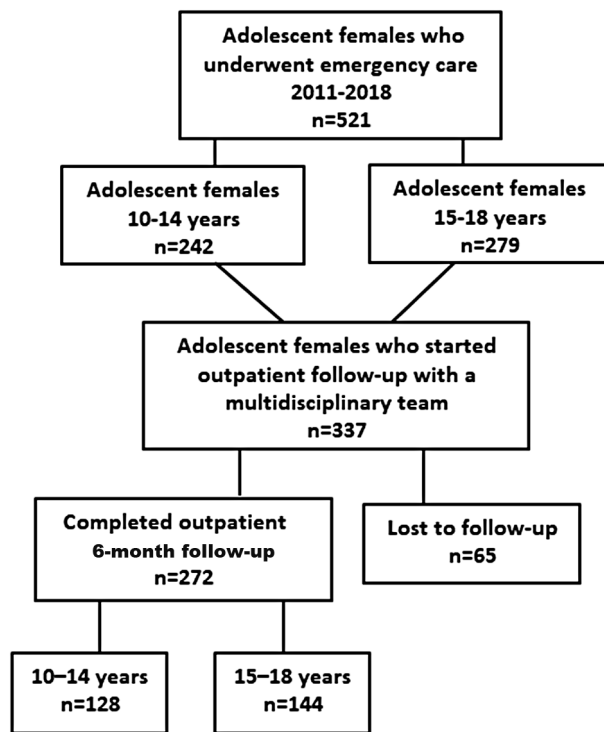 Adolescent females who
underwent emergency care
2011-2018
n=521
Adolescent females
10-14 years
n=242
Adolescent females
15-18 years
n=279
Adolescent females who started
outpatient follow-up with a
multidisciplinary team
n=337
Completed outpatient
6-month follow-up
n=272
Lost to follow-up
n=65
10–14 years
n=128
15–18 years
n=144